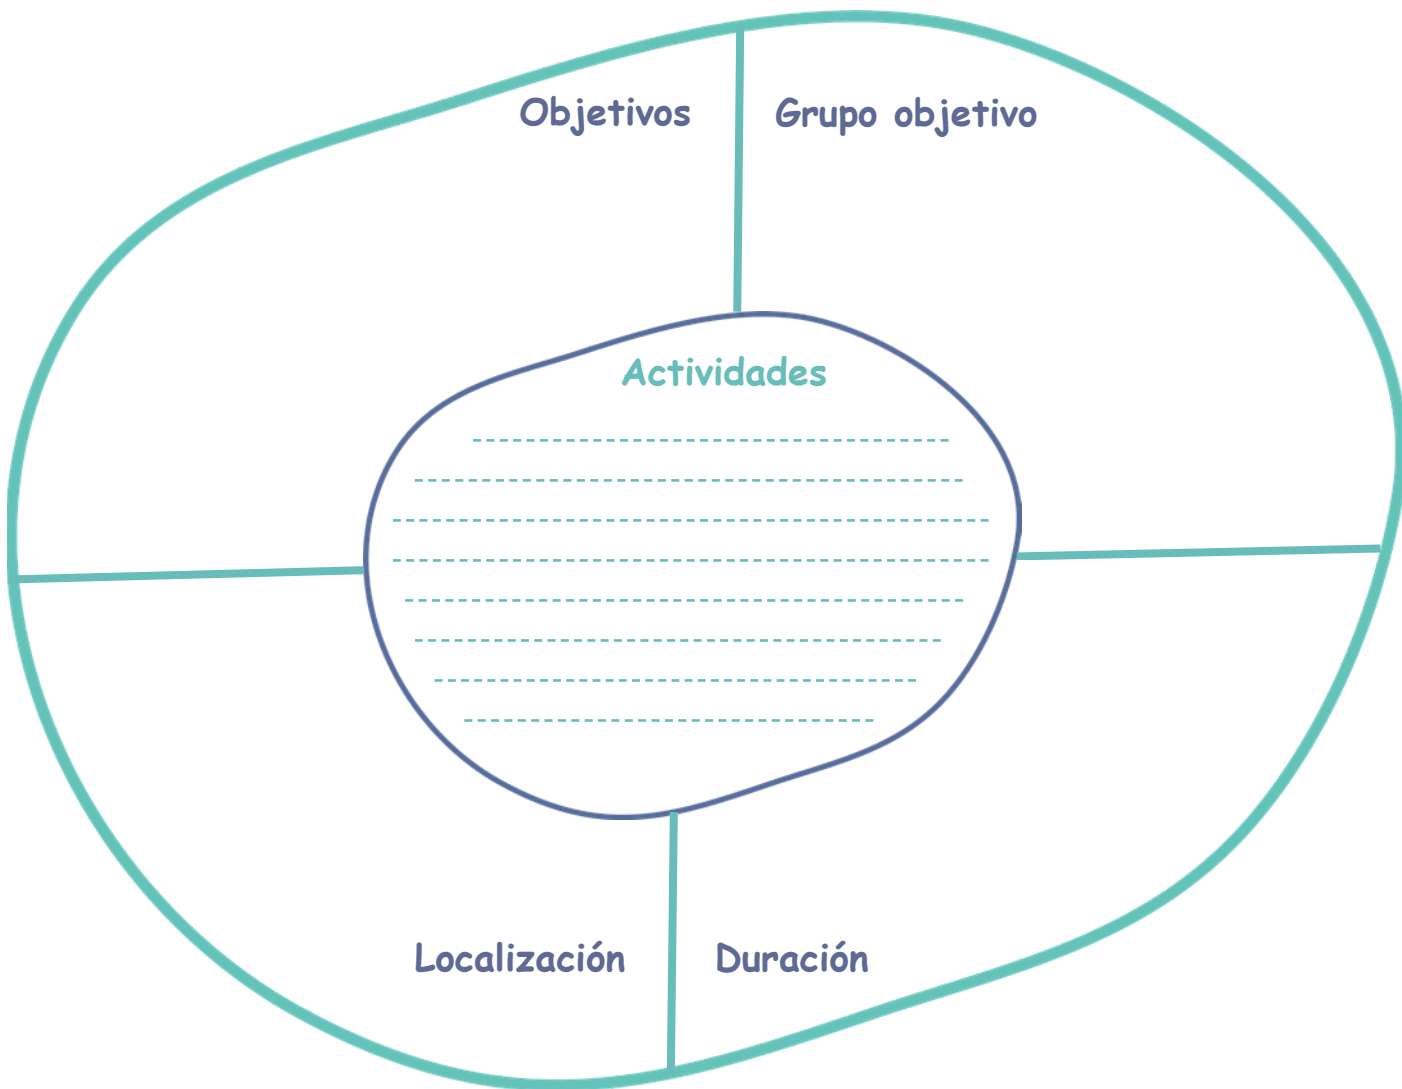 Objetivos
Grupo objetivo
Actividades
Localización
Duración